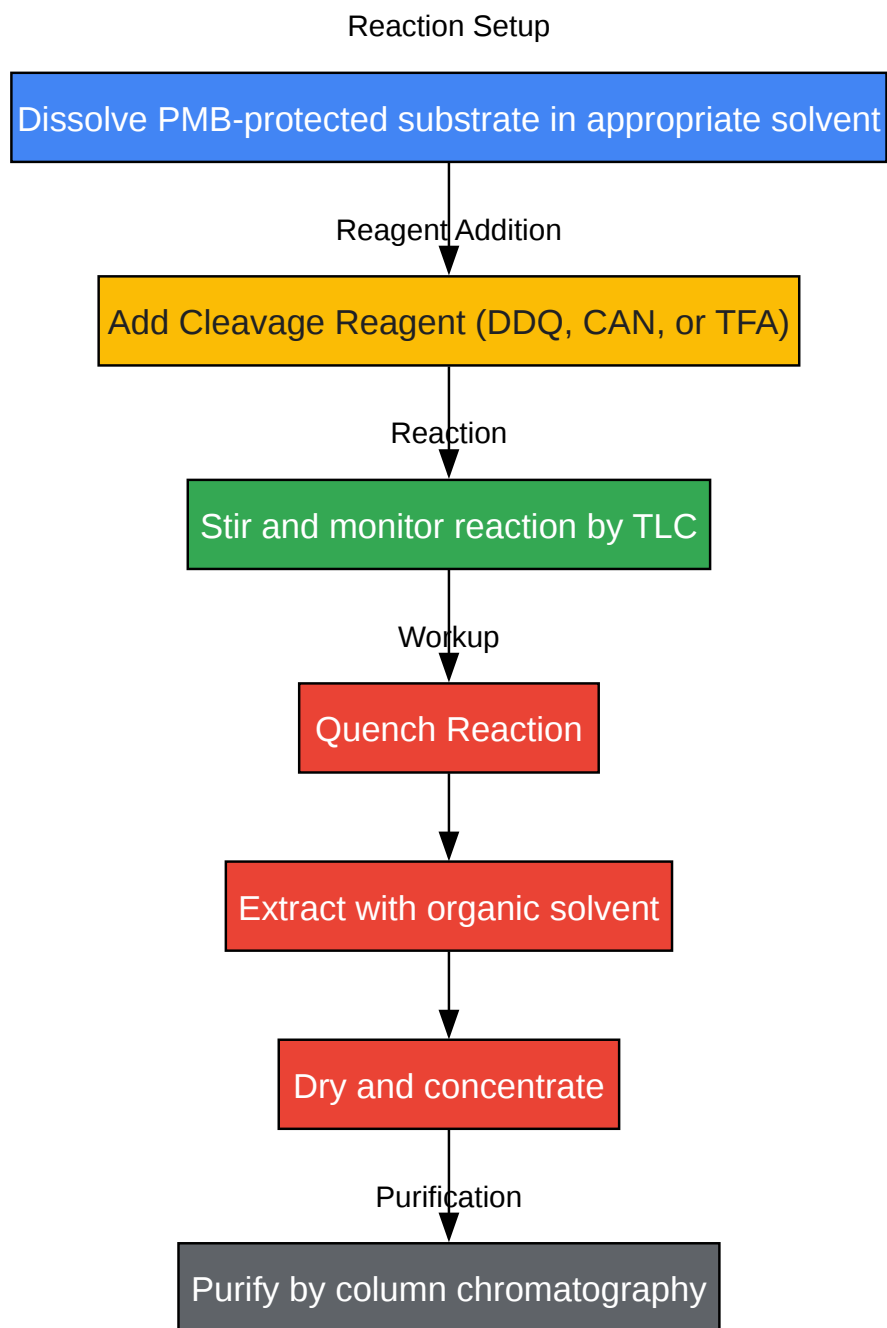 Reaction Setup
Dissolve PMB-protected substrate in appropriate solvent
Reagent Addition
Add Cleavage Reagent (DDQ, CAN, or TFA)
Reaction
Stir and monitor reaction by TLC
Workup
Quench Reaction
Extract with organic solvent
Dry and concentrate
Purification
Purify by column chromatography